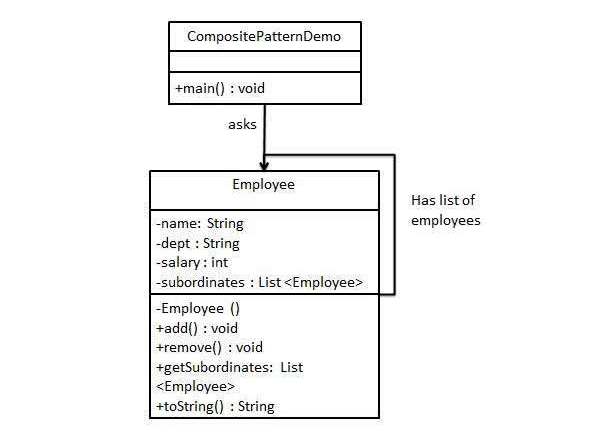 CompositePatternDemo
+main() : void
asks
Employee
Has list of
employees
-name: String
-dept : String
-salary : int
-subordinates : List <Employee>
-Employee ()
+add() : void
+remove() : void
+getSubordinates: List
<Employee>
+toString() : String